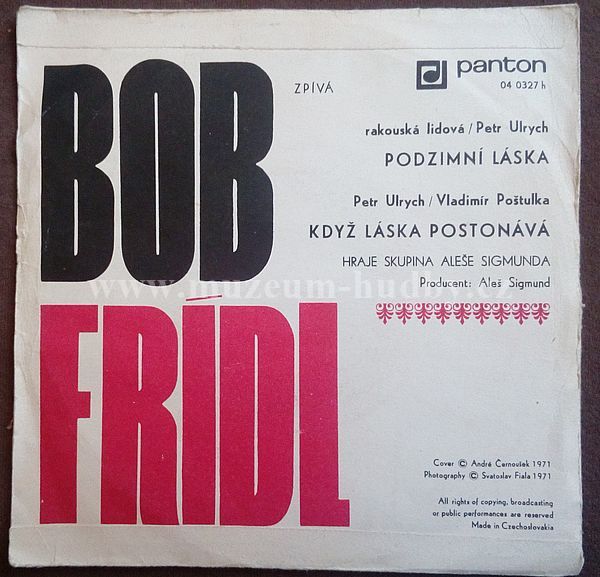 BOB
FRÍDL
ZPÍVÁ
panton
04 0327 h
rakouská lidová / Petr Ulrych
PODZIMNÍ LÁSKA
Petr Ulrych / Vladimír Poštulka
KDYŽ LÁSKA POSTONÁVÁ
HRAJE SKUPINA ALEŠE SIGMUNDA
Producent: Aleš Sigmund
Cover © André Černoušek 1971
Photography © Svatoslav Fiala 1971
All rights of copying, broadcasting
or public performances are reserved
Made in Czechoslovakia